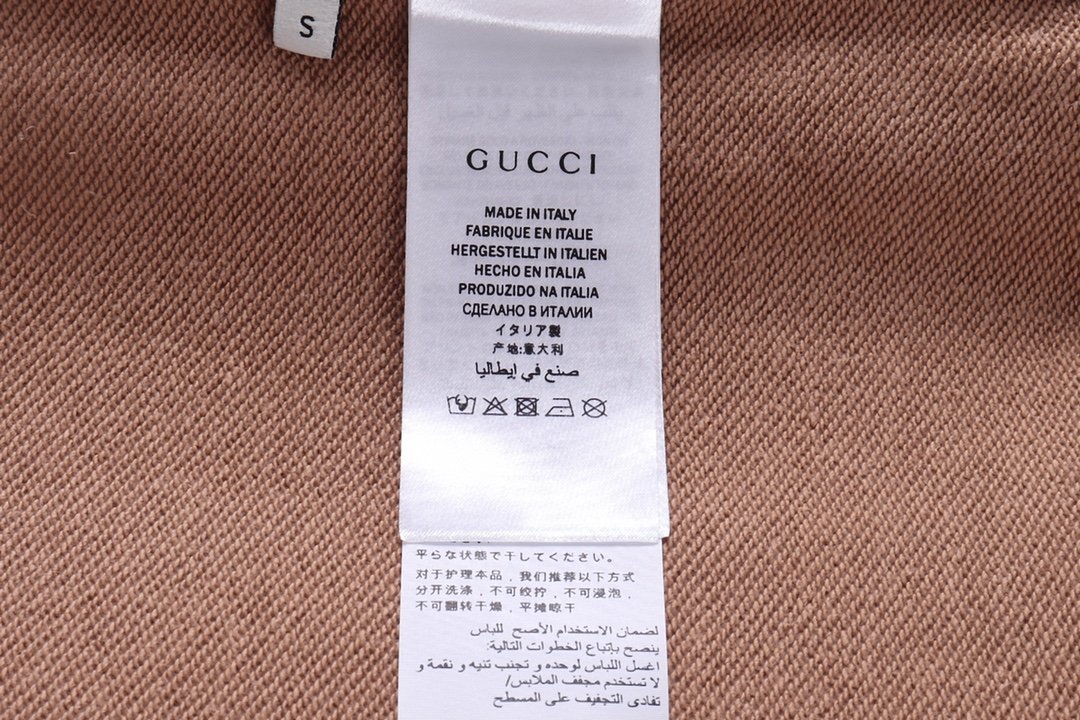 S
GUCCI
MADE IN ITALY
FABRIQUE EN ITALIE
HERGESTELLT IN ITALIEN
HECHO EN ITALIA
PRODUZIDO NA ITALIA
СДЕЛАНО В ИТАЛИИ
イタリア製
产地:意大利
صنع في إيطاليا
平らな状態で干してください。
对于护理本品，我们推荐以下方式
分开洗涤，不可绞拧，不可浸泡，
不可翻转干燥，平摊晾干
لضمان الاستخدام الأصح للباس
ينصح بإتباع الخطوات التالية:
اغسل اللباس لوحده و تجنب تنيه و نقمة و
لا تستخدم مجفف الملابس/
تفادى التجفيف على المسطح